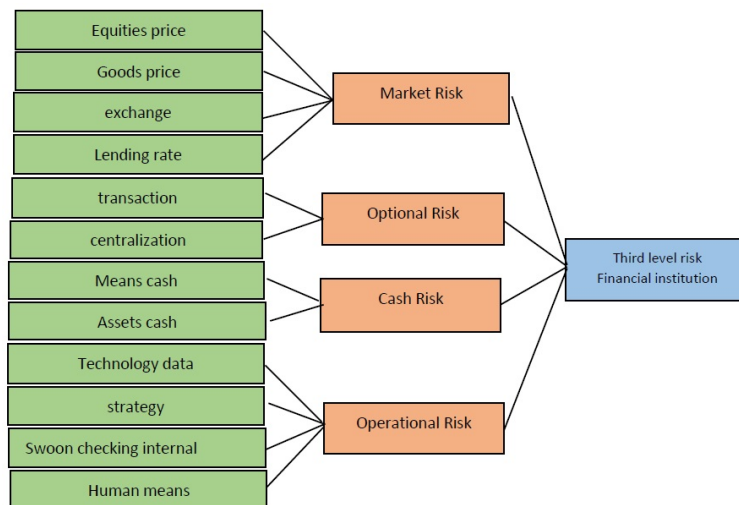 Equities price
Goods price
exchange
Lending rate
transaction
centralization
Means cash
Assets cash
Technology data
strategy
Swoon checking internal
Human means
Market Risk
Optional Risk
Cash Risk
Operational Risk
Third level risk
Financial institution